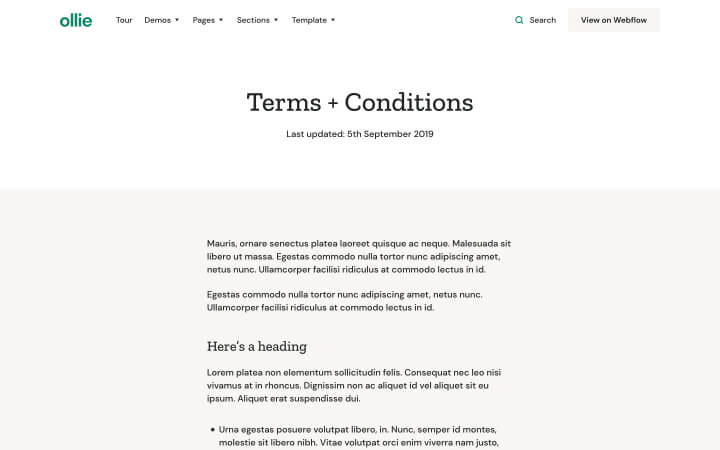 ollie Tour Demos Pages Sections Template Search View on Webflow
Terms + Conditions
Last updated: 5th September 2019
Mauris, ornare senectus platea laoreet quisque ac neque. Malesuada sit
libero ut massa. Egestas commodo nulla tortor nunc adipiscing amet,
netus nunc. Ullamcorper facilisi ridiculus at commodo lectus in id.
Egestas commodo nulla tortor nunc adipiscing amet, netus nunc.
Ullamcorper facilisi ridiculus at commodo lectus in id.
Here's a heading
Lorem platea non elementum sollicitudin felis. Consequat nec leo nisi
vivamus at in rhoncus. Dignissim non ac aliquet id vel aliquet sit eu
ipsum. Aliquet erat suspendisse dui.
• Urna egestas posuere volutpat libero, in. Nunc, semper id montes,
molestie sit libero nibh. Vitae volutpat orci enim viverra nam justo,